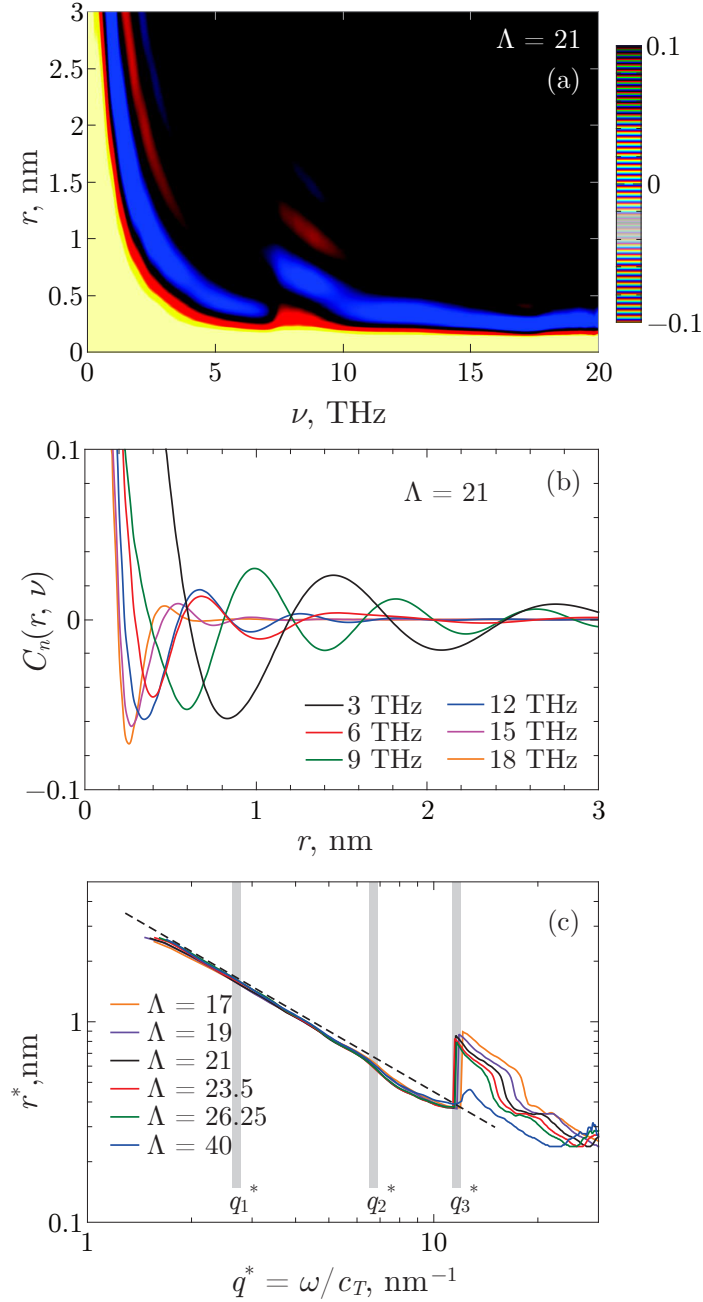 3
2.5
2
1.5
1
0.5
0
r, nm
0 5 10 15 20
ν, THz
Λ = 21
(a)
0.1
0
−0.1
0.1
0
−0.1
C_n(r, ν)
Λ = 21
(b)
3 THz
6 THz
9 THz
12 THz
15 THz
18 THz
0 1 2 3
r, nm
(c)
1
0.1
r*,nm
Λ = 17
Λ = 19
Λ = 21
Λ = 23.5
Λ = 26.25
Λ = 40
q₁* q₂* q₃*
1 10
q* = ω/c_T, nm⁻¹